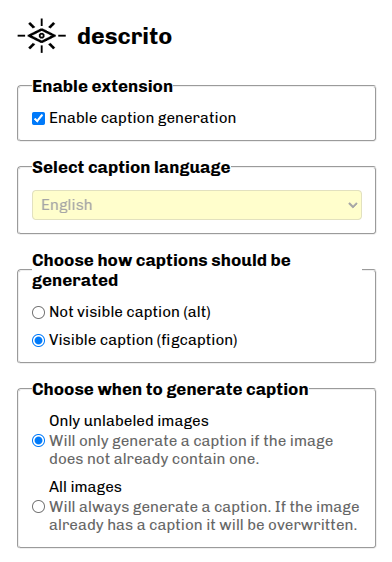 descrito
Enable extension
Enable caption generation
Select caption language
English
Choose how captions should be
generated
Not visible caption (alt)
Visible caption (figcaption)
Choose when to generate caption
Only unlabeled images
Will only generate a caption if the image
does not already contain one.
All images
Will always generate a caption. If the image
already has a caption it will be overwritten.